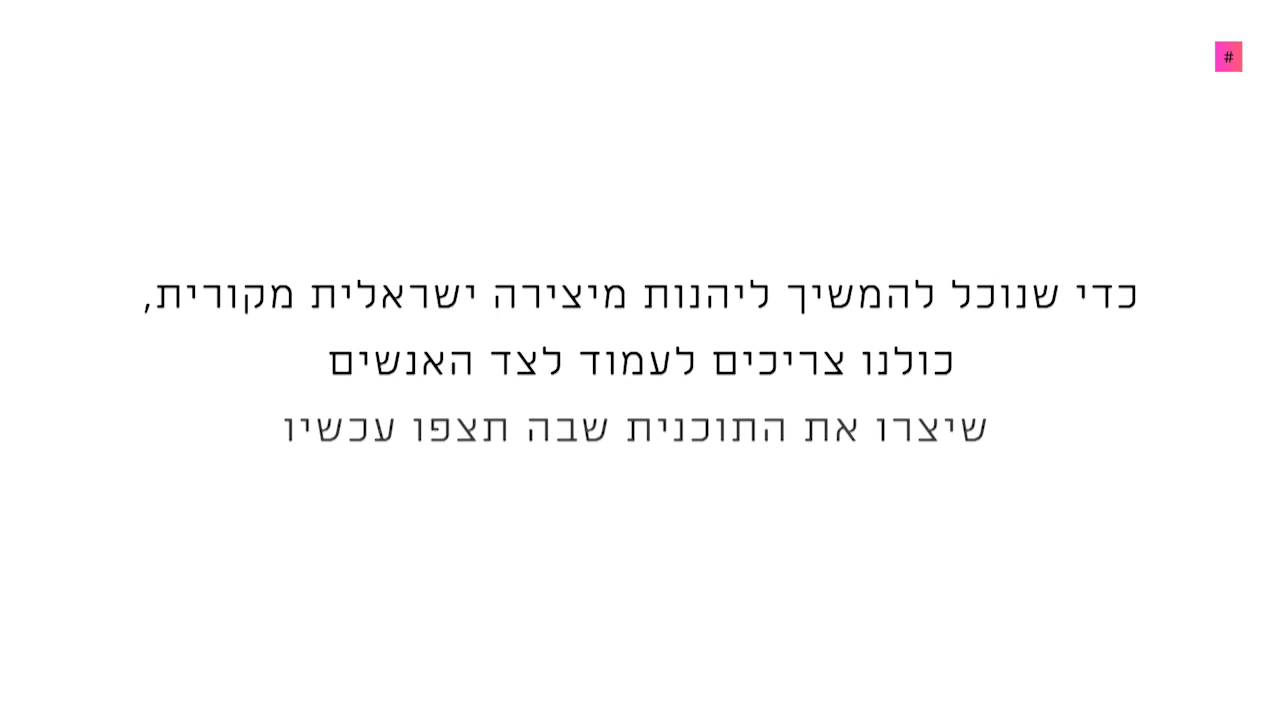 #
כדי שנוכל להמשיך ליהנות מיצירה ישראלית מקורית,
כולנו צריכים לעמוד לצד האנשים
שיצרו את התוכנית שבה תצפו עכשיו